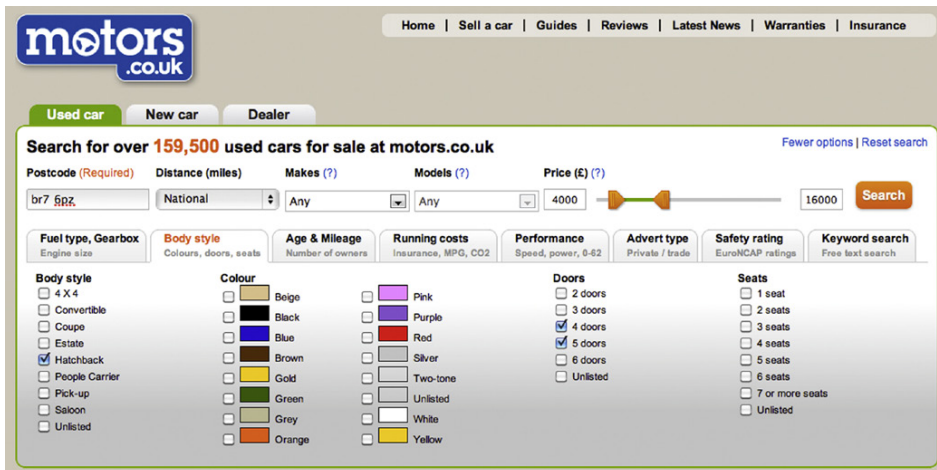 motors
.co.uk
Home | Sell a car | Guides | Reviews | Latest News | Warranties | Insurance
Used car New car Dealer
Search for over 159,500 used cars for sale at motors.co.uk
Fewer options | Reset search
Postcode (Required) Distance (miles) Makes (?) Models (?) Price (£) (?)
br7 6pz National Any Any 4000 16000 Search
Fuel type, Gearbox Body style Age & Mileage Running costs Performance Advert type Safety rating Keyword search
Engine size Colours, doors, seats Number of owners Insurance, MPG, CO2 Speed, power, 0-62 Private / trade EuroNCAP ratings Free text search
Body style Colour Doors Seats
4 X 4 Beige Pink 2 doors 1 seat
Convertible Black Purple 3 doors 2 seats
Coupe Blue Red 4 doors 3 seats
Estate Brown Silver 5 doors 4 seats
Hatchback Gold Two-tone 6 doors 5 seats
People Carrier Green Unlisted Unlisted 6 seats
Pick-up Grey White 7 or more seats
Saloon Orange Yellow Unlisted
Unlisted